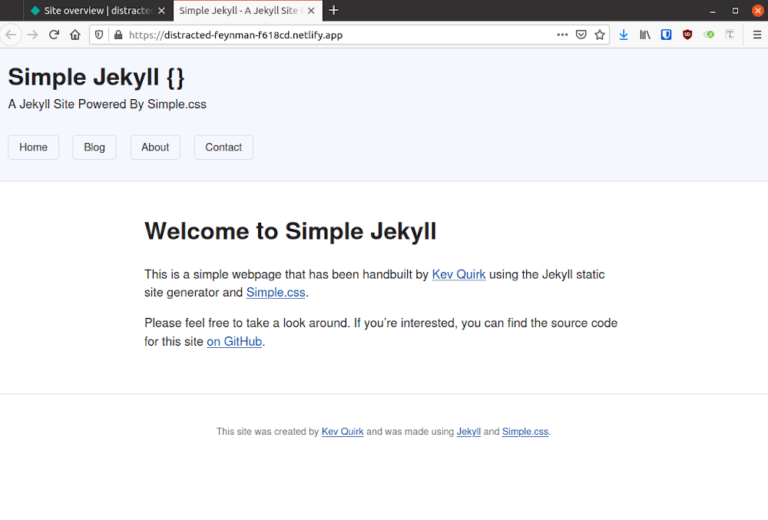 Site overview | distracted
Simple Jekyll - A Jekyll Site
https://distracted-feynman-f618cd.netlify.app
Simple Jekyll {}
A Jekyll Site Powered By Simple.css
Home
Blog
About
Contact
Welcome to Simple Jekyll
This is a simple webpage that has been handbuilt by Kev Quirk using the Jekyll static
site generator and Simple.css.
Please feel free to take a look around. If you’re interested, you can find the source code
for this site on GitHub.
This site was created by Kev Quirk and was made using Jekyll and Simple.css.